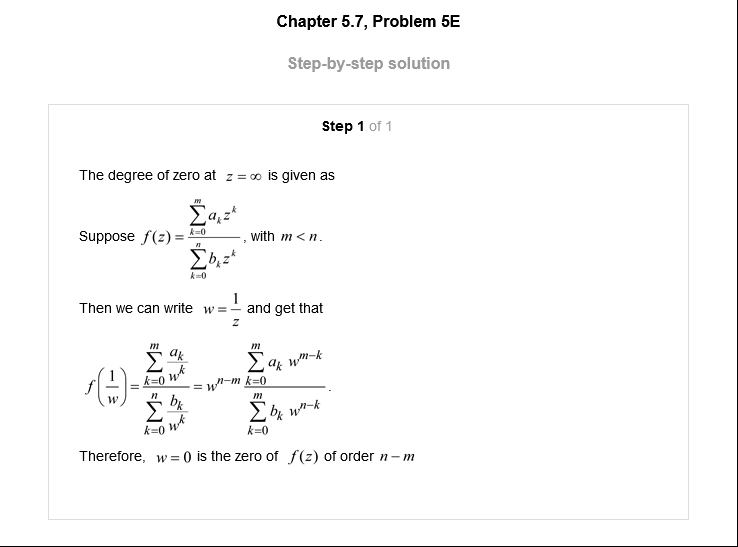 Chapter 5.7, Problem 5E
Step-by-step solution
Step 1 of 1
The degree of zero at z = ∞ is given as
Suppose f(z) = \frac{\sum_{k=0}^{m} a_k z^k}{\sum_{k=0}^{n} b_k z^k}, with m < n.
Then we can write w = \frac{1}{z} and get that
f\left(\frac{1}{w}\right) = \frac{\sum_{k=0}^{m} \frac{a_k}{w^k}}{\sum_{k=0}^{n} \frac{b_k}{w^k}} = w^{n-m} \frac{\sum_{k=0}^{m} a_k w^{m-k}}{\sum_{k=0}^{m} b_k w^{n-k}}.
Therefore, w = 0 is the zero of f(z) of order n − m